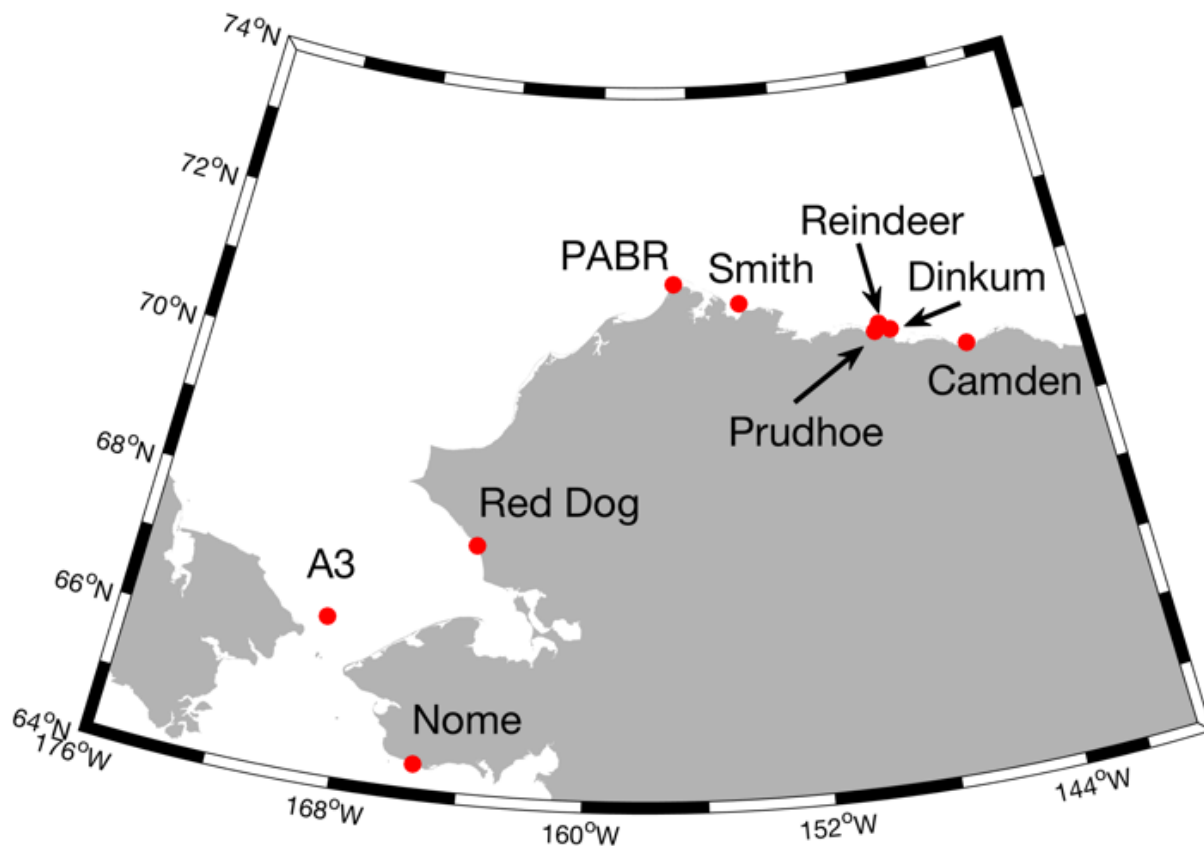 74°N
72°N
Reindeer
PABR
Smith
Dinkum
70°N
Camden
Prudhoe
68°N
Red Dog
A3
66°N
Nome
64°N
176°W
168°W
160°W
152°W
144°W